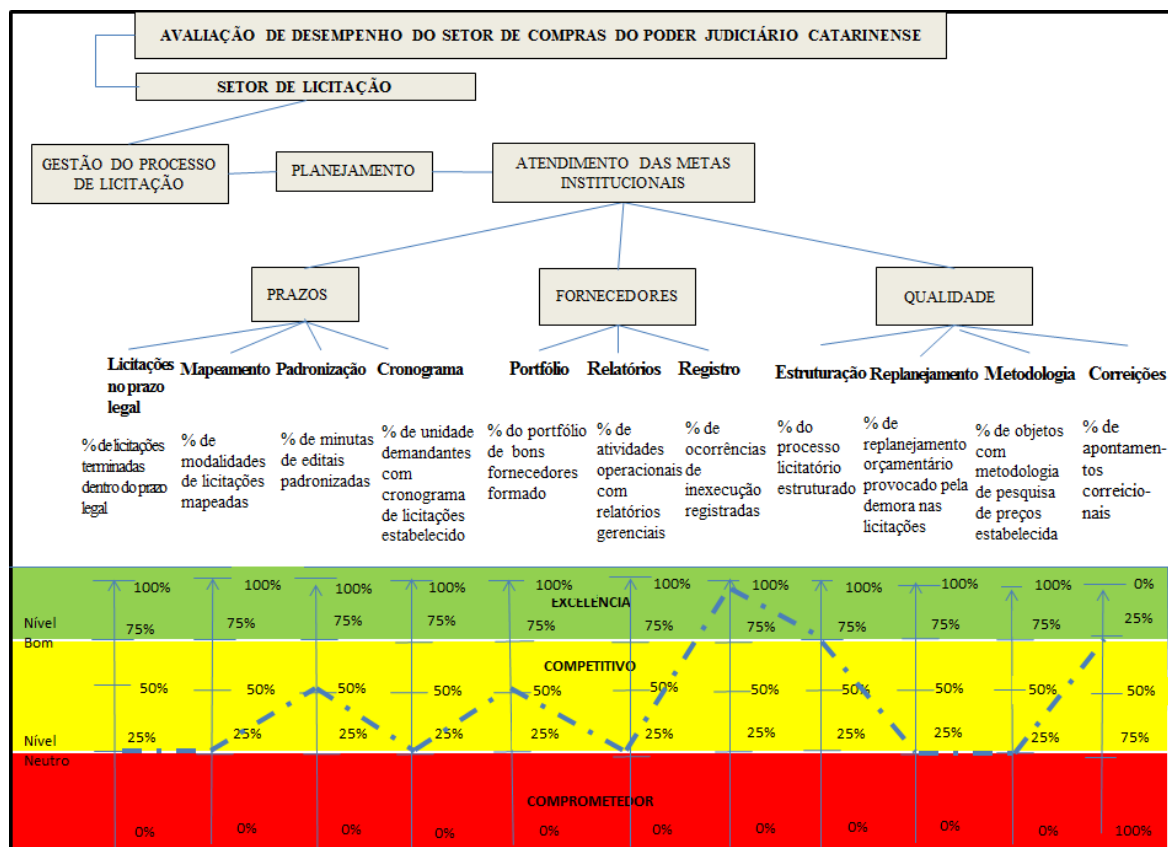 AVALIAÇÃO DE DESEMPENHO DO SETOR DE COMPRAS DO PODER JUDICIÁRIO CATARINENSE
SETOR DE LICITAÇÃO
GESTÃO DO PROCESSO
DE LICITAÇÃO
PLANEJAMENTO
ATENDIMENTO DAS METAS
INSTITUCIONAIS
PRAZOS
FORNECEDORES
QUALIDADE
Licitações
no prazo
legal
Mapeamento
Padronização
Cronograma
Portfólio
Relatórios
Registro
Estruturação
Replanejamento
Metodologia
Correições
% de licitações
terminadas
dentro do prazo
legal
% de
modalidades
de licitações
mapeadas
% de minutas
de editais
padronizadas
% de unidade
demandantes
com
cronograma
de licitações
estabelecido
% do portfólio
de bons
fornecedores
formado
% de
atividades
operacionais
com
relatórios
gerenciais
% de
ocorrências
de
inexecução
registradas
% do
processo
licitatório
estruturado
% de
replanejamento
orçamentário
provocado pela
demora nas
licitações
% de objetos
com
metodologia
de pesquisa
de preços
estabelecida
% de
apontamen-
tos
correicio-
nais
100% 100% 100% 100% 100% 100% 100% 100% 100% 100% 0%
EXCELÊNCIA
Nível
Bom
75% 75% 75% 75% 75% 75% 75% 75% 75% 75% 25%
COMPETITIVO
50% 50% 50% 50% 50% 50% 50% 50% 50% 50% 50%
Nível
Neutro
25% 25% 25% 25% 25% 25% 25% 25% 25% 25% 75%
COMPROMETEDOR
0% 0% 0% 0% 0% 0% 0% 0% 0% 0% 100%